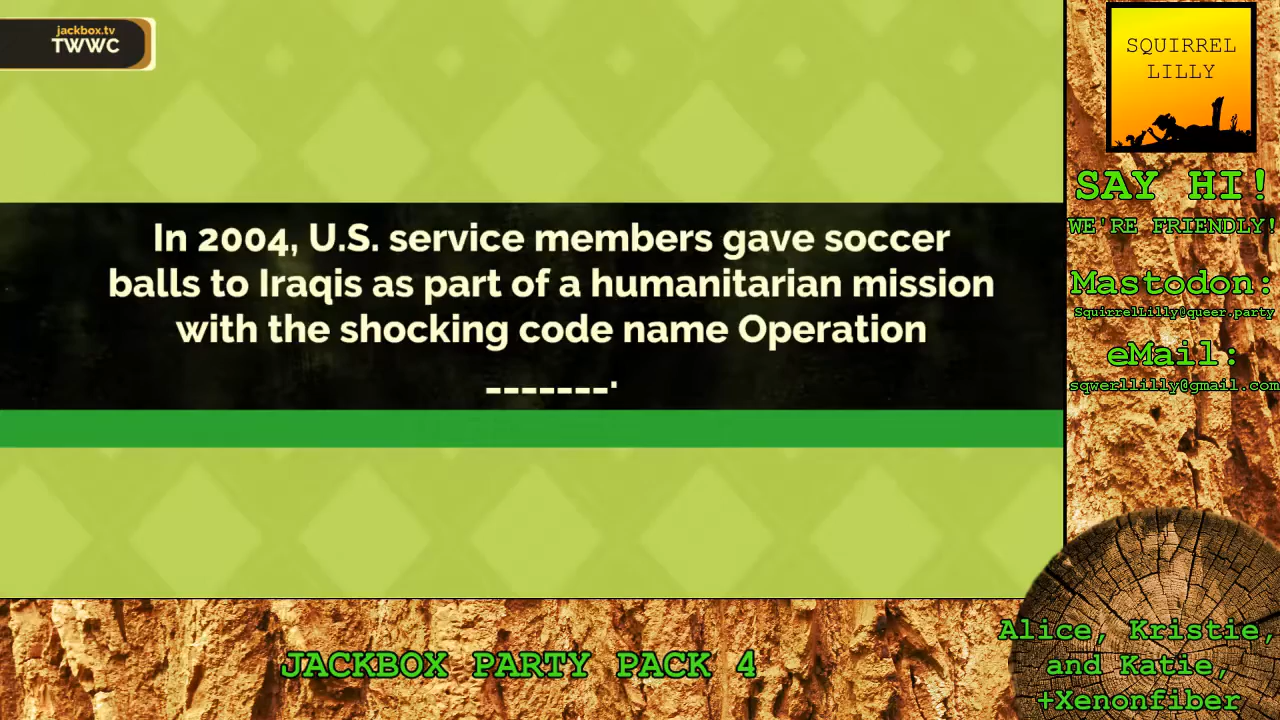 jackbox.tv
TWWC
In 2004, U.S. service members gave soccer
balls to Iraqis as part of a humanitarian mission
with the shocking code name Operation
_______.
SQUIRREL
LILLY
SAY HI!
WE'RE FRIENDLY!
Mastodon:
SquirrelLilly@queer.party
eMail:
sqwerllilly@gmail.com
JACKBOX PARTY PACK 4
Alice, Kristie,
and Katie,
+Xenonfiber